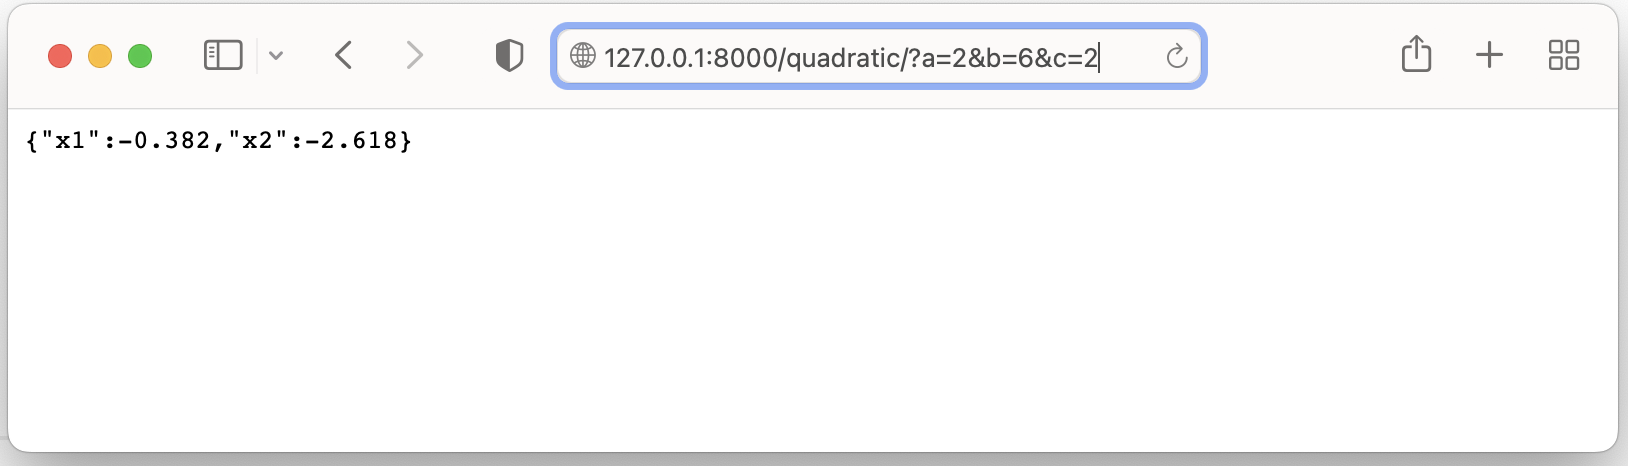 127.0.0.1:8000/quadratic/?a=2&b=6&c=2
{"x1":-0.382,"x2":-2.618}